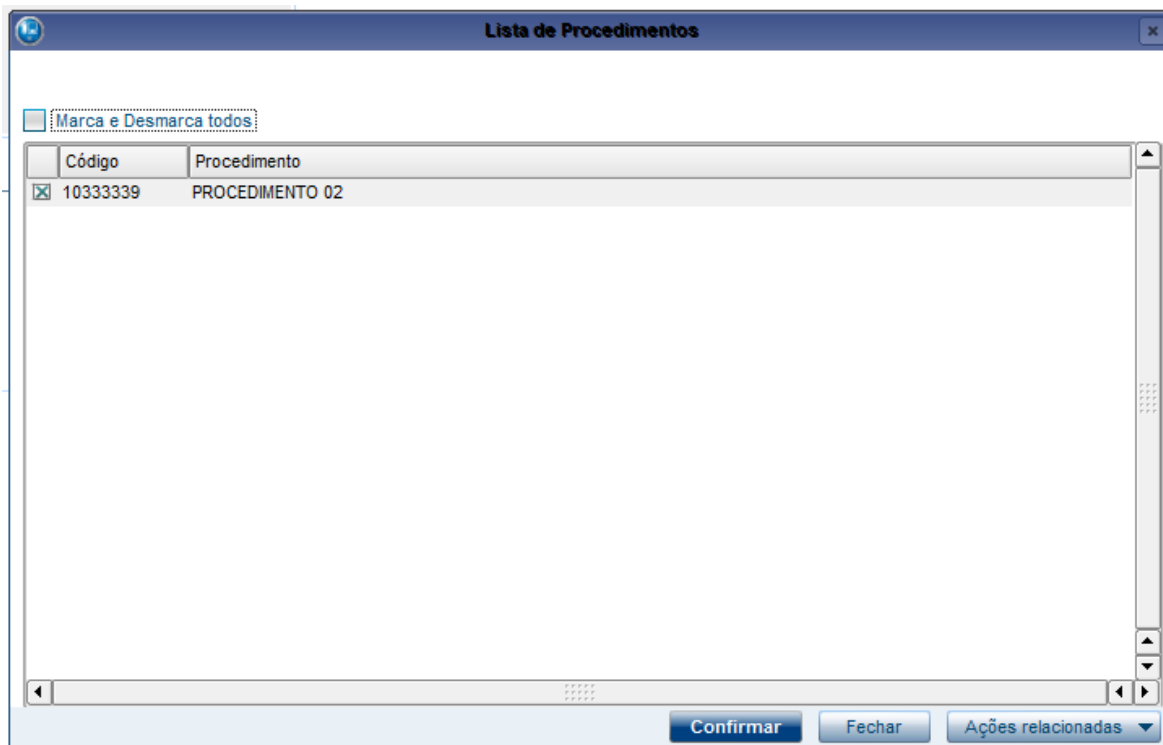 Lista de Procedimentos
Marca e Desmarca todos
Código Procedimento
10333339 PROCEDIMENTO 02
Confirmar Fechar Ações relacionadas